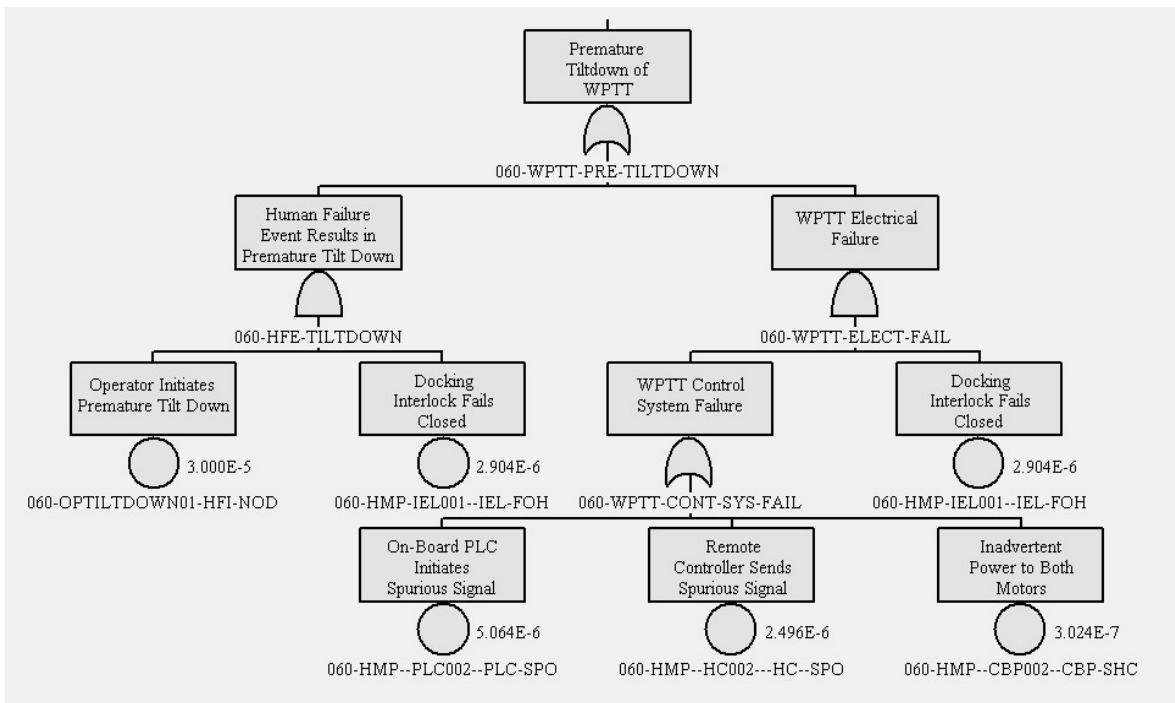 Premature
Tiltdown of
WPTT
060-WPTT-PRE-TILTDOWN
Human Failure
Event Results in
Premature Tilt Down
060-HFE-TILTDOWN
WPTT Electrical
Failure
060-WPTT-ELECT-FAIL
Operator Initiates
Premature Tilt Down
3.000E-5
060-OPTILTDOWN01-HFI-NOD
Docking
Interlock Fails
Closed
2.904E-6
060-HMP-IEL001--IEL-FOH
WPTT Control
System Failure
060-WPTT-CONT-SYS-FAIL
Docking
Interlock Fails
Closed
2.904E-6
060-HMP-IEL001--IEL-FOH
On-Board PLC
Initiates
Spurious Signal
5.064E-6
060-HMP--PLC002--PLC-SPO
Remote
Controller Sends
Spurious Signal
2.496E-6
060-HMP--HC002---HC--SPO
Inadvertent
Power to Both
Motors
3.024E-7
060-HMP--CBP002--CBP-SHC